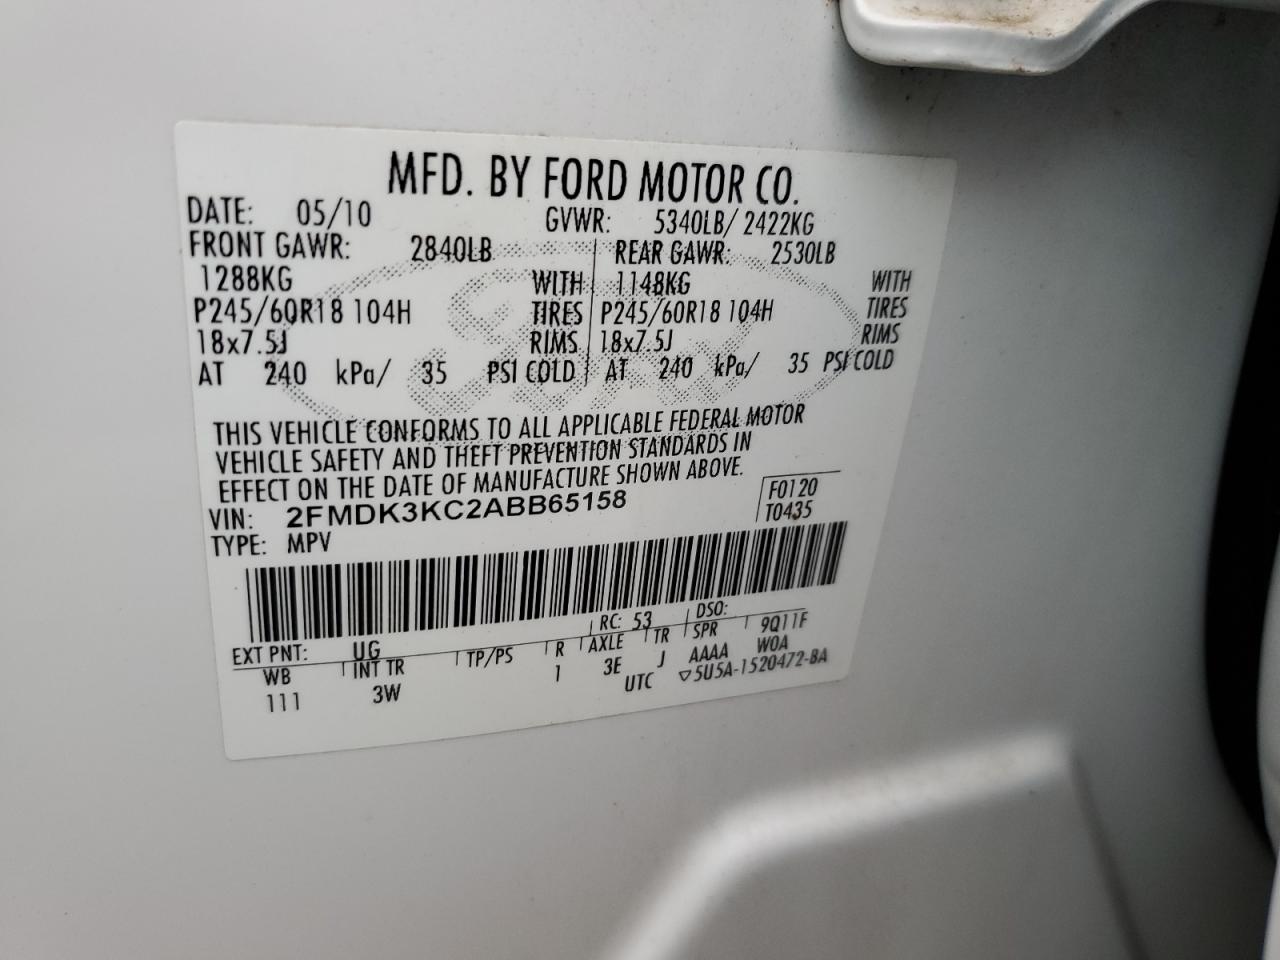 MFD. BY FORD MOTOR CO.
DATE: 05/10 GVWR: 5340LB/ 2422KG
FRONT GAWR: 2840LB REAR GAWR: 2530LB
1288KG WITH 1148KG WITH
P245/60R18 104H TIRES P245/60R18 104H TIRES
18x7.5J RIMS 18x7.5J RIMS
AT 240 kPa/ 35 PSI COLD AT 240 kPa/ 35 PSI COLD
THIS VEHICLE CONFORMS TO ALL APPLICABLE FEDERAL MOTOR
VEHICLE SAFETY AND THEFT PREVENTION STANDARDS IN
EFFECT ON THE DATE OF MANUFACTURE SHOWN ABOVE.
VIN: 2FMDK3KC2ABB65158 F0120
TYPE: MPV T0435
EXT PNT: UG RC: 53 DSO: 9Q11F
WB INT TR TP/PS R AXLE TR SPR W0A
111 3W 1 3E J AAAA
UTC ▽5U5A-1520472-BA